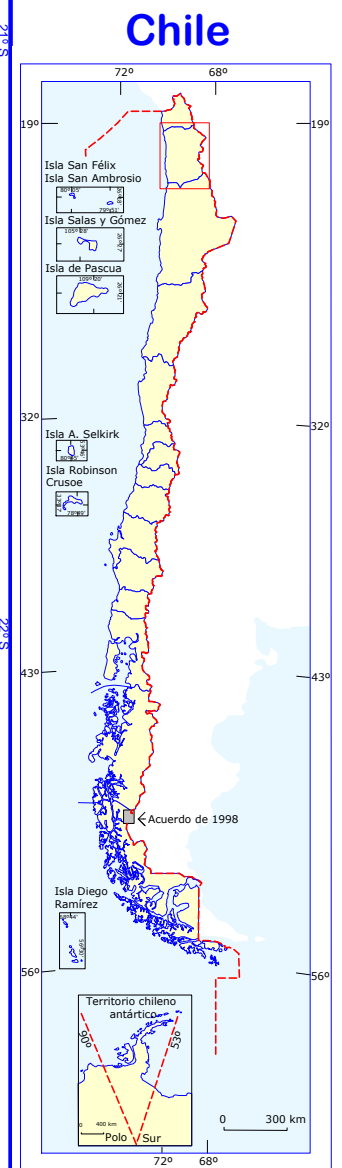 Chile
21º S
72º 68º
19º 19º
Isla San Félix
Isla San Ambrosio
Isla Salas y Gómez
Isla de Pascua
32º 32º
Isla A. Selkirk
Isla Robinson
Crusoe
22º S
43º 43º
Acuerdo de 1998
Isla Diego
Ramírez
56º 56º
Territorio chileno
antártico
90º 53º
0 400 km
Polo Sur
0 300 km
72º 68º